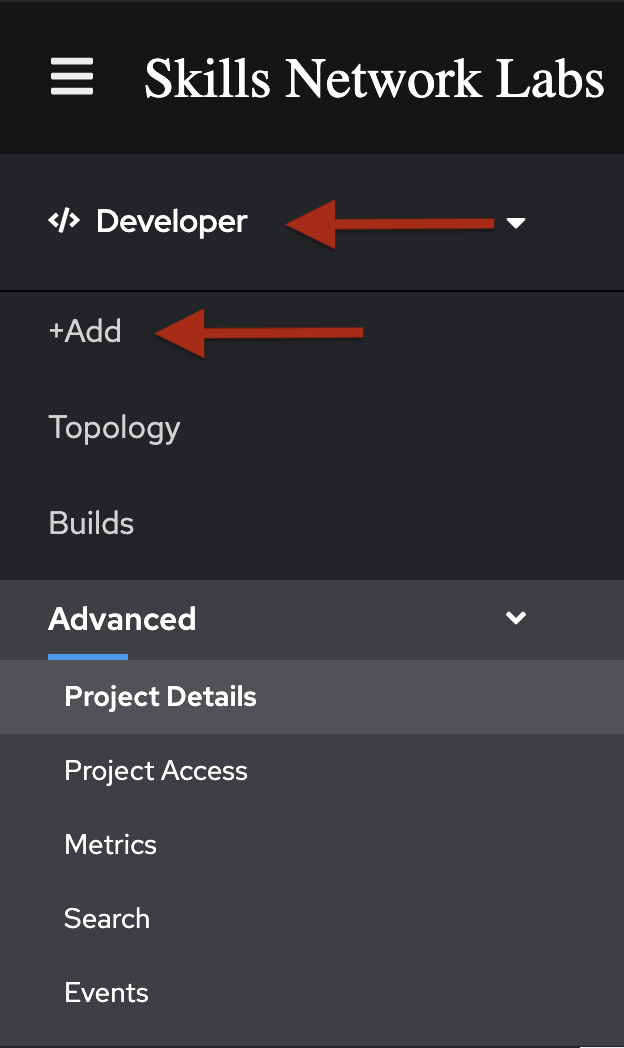 Skills Network Labs
</> Developer
+Add
Topology
Builds
Advanced
Project Details
Project Access
Metrics
Search
Events